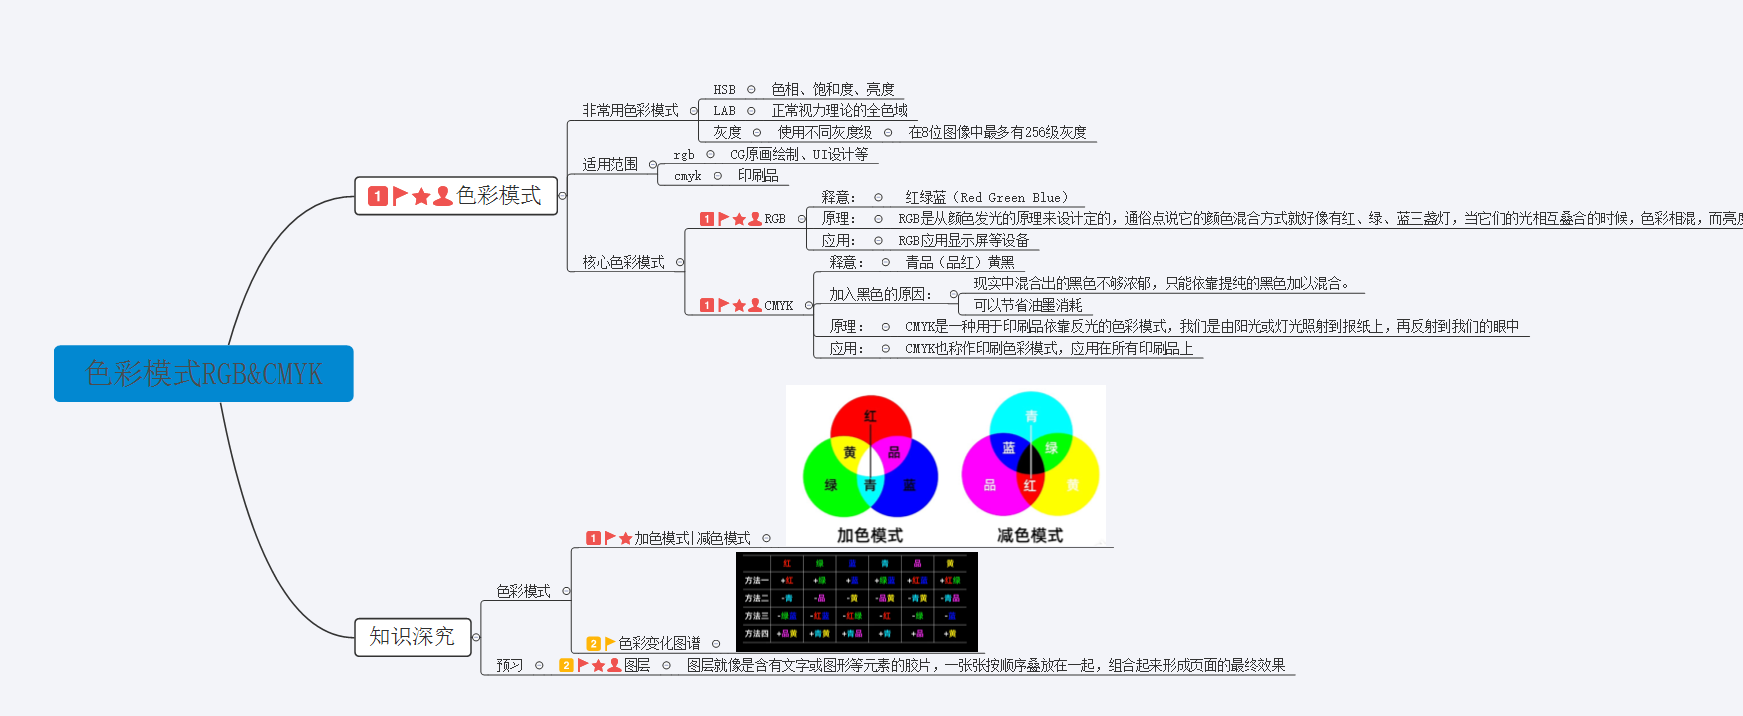 色彩模式RGB&CMYK
1 色彩模式
非常用色彩模式
HSB 色相、饱和度、亮度
LAB 正常视力理论的全色域
灰度 使用不同灰度级 在8位图像中最多有256级灰度
适用范围
rgb CG原画绘制、UI设计等
cmyk 印刷品
核心色彩模式
1 RGB
释意： 红绿蓝（Red Green Blue）
原理： RGB是从颜色发光的原理来设计定的，通俗点说它的颜色混合方式就好像有红、绿、蓝三盏灯，当它们的光相互叠合的时候，色彩相混，而亮度
应用： RGB应用显示屏等设备
1 CMYK
释意： 青品（品红）黄黑
加入黑色的原因：
现实中混合出的黑色不够浓郁，只能依靠提纯的黑色加以混合。
可以节省油墨消耗
原理： CMYK是一种用于印刷品依靠反光的色彩模式，我们是由阳光或灯光照射到报纸上，再反射到我们的眼中
应用： CMYK也称作印刷色彩模式，应用在所有印刷品上
知识深究
色彩模式
1 加色模式|减色模式
红
黄 品
绿 青 蓝
加色模式
青
蓝 绿
品 红 黄
减色模式
2 色彩变化图谱
红 绿 蓝 青 品 黄
方法一 +红 +绿 +蓝 +绿蓝 +红蓝 +红绿
方法二 -青 -品 -黄 -品黄 -青黄 -青品
方法三 -绿蓝 -红蓝 -红绿 -红 -绿 -蓝
方法四 +品黄 +青黄 +青品 +青 +品 +黄
预习 2 图层 图层就像是含有文字或图形等元素的胶片，一张张按顺序叠放在一起，组合起来形成页面的最终效果